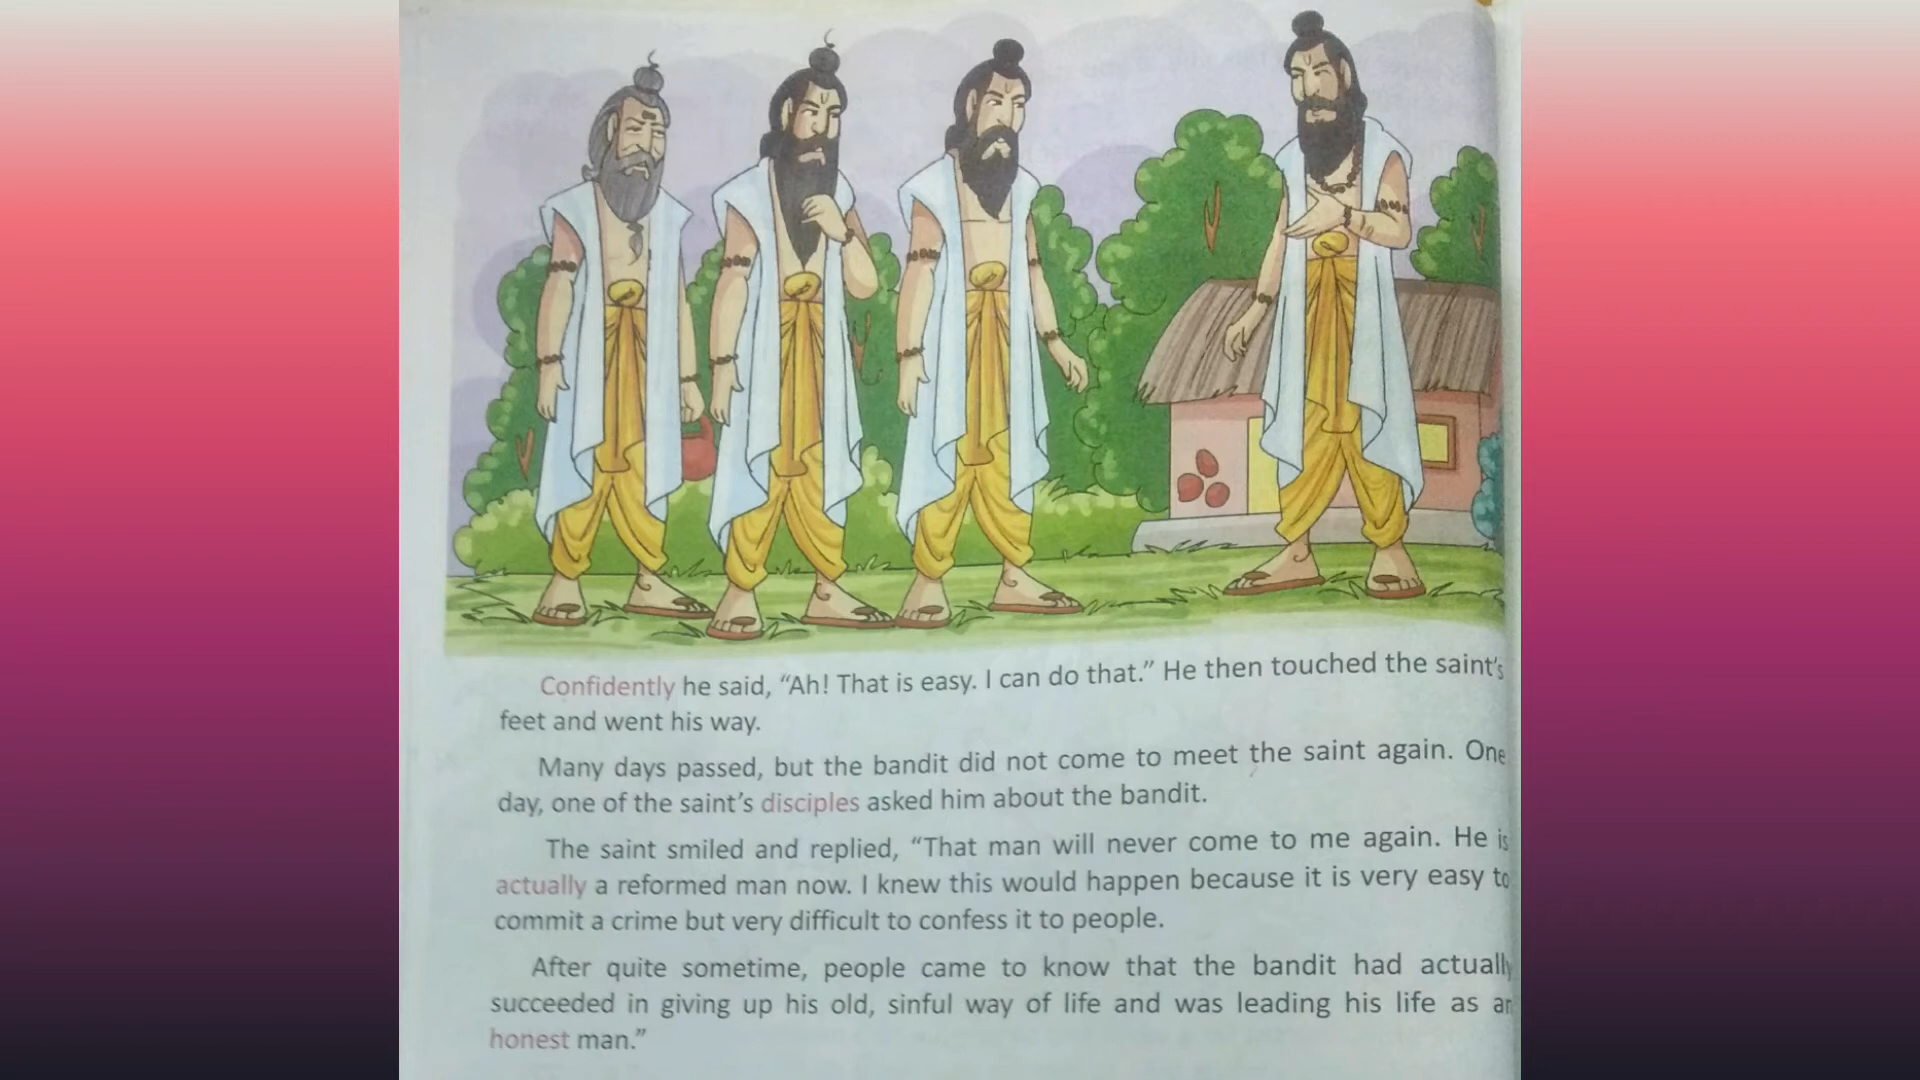 Confidently he said, “Ah! That is easy. I can do that.” He then touched the saint's
feet and went his way.
Many days passed, but the bandit did not come to meet the saint again. One
day, one of the saint's disciples asked him about the bandit.
The saint smiled and replied, “That man will never come to me again. He is
actually a reformed man now. I knew this would happen because it is very easy to
commit a crime but very difficult to confess it to people.
After quite sometime, people came to know that the bandit had actually
succeeded in giving up his old, sinful way of life and was leading his life as an
honest man.”